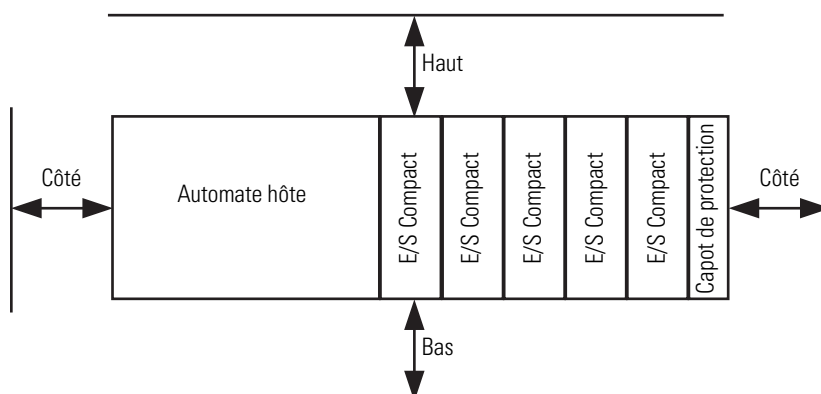 Haut
Côté
Automate hôte
E/S Compact
E/S Compact
E/S Compact
E/S Compact
E/S Compact
Capot de protection
Côté
Bas